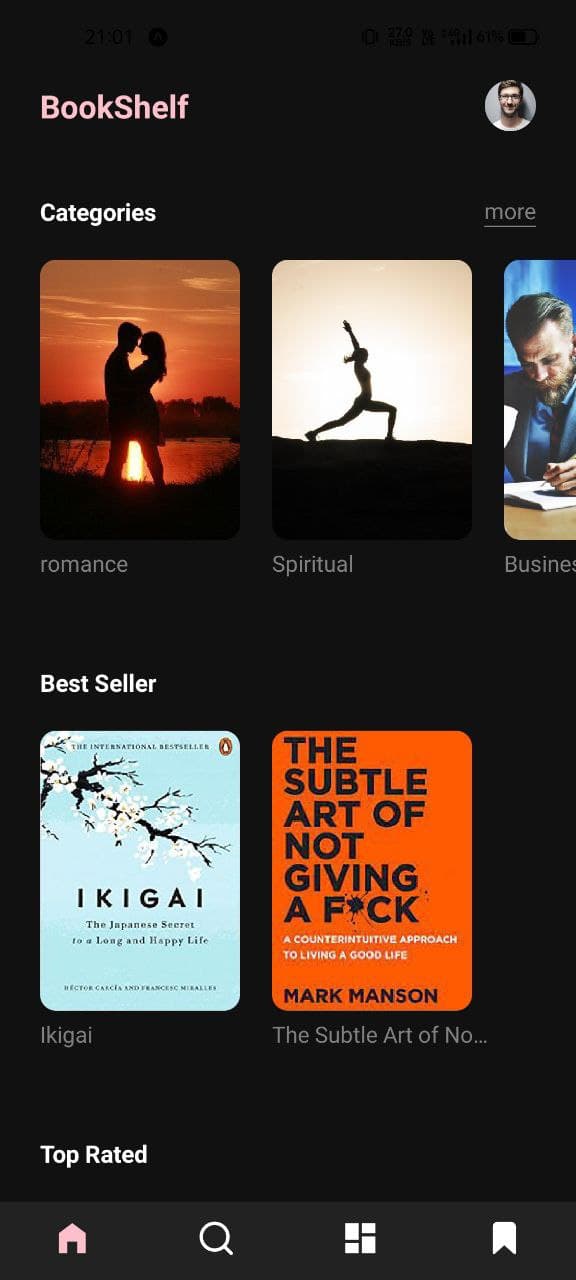 21:01
27.0
61%
BookShelf
Categories
more
romance
Spiritual
Busines
Best Seller
THE INTERNATIONAL BESTSELLER
IKIGAI
The Japanese Secret
to a Long and Happy Life
HÉCTOR GARCÍA AND FRANCESC MIRALLES
Ikigai
THE
SUBTLE
ART OF
NOT
GIVING
A F*CK
A COUNTERINTUITIVE APPROACH
TO LIVING A GOOD LIFE
MARK MANSON
The Subtle Art of No...
Top Rated